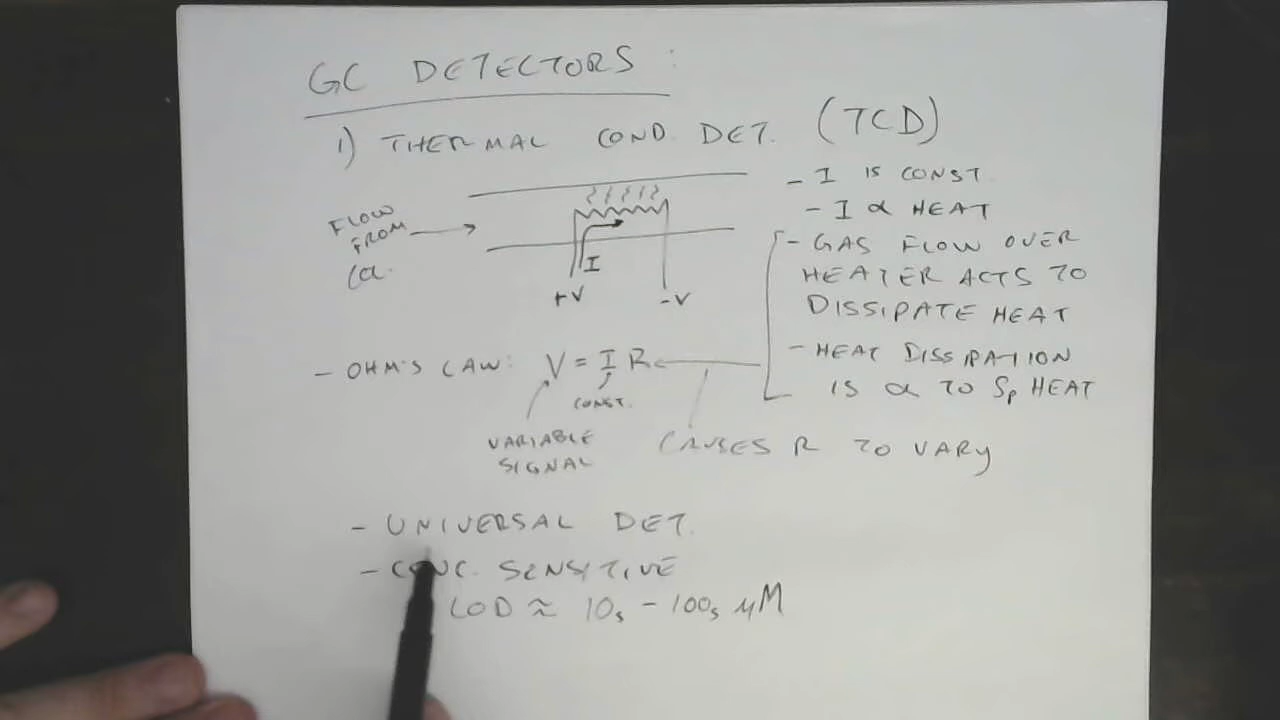 GC DETECTORS :
1) THERMAL COND. DET. (TCD)
FLOW
FROM
I
+V
-V
- I IS CONST.
- I α HEAT
- GAS FLOW OVER
HEATER ACTS TO
DISSIPATE HEAT
- HEAT DISSIPATION
IS α TO Sp HEAT
- OHM'S LAW: V = I R
CONST.
VARIABLE
SIGNAL
CAUSES R TO VARY
- UNIVERSAL DET.
- CONC. SENSITIVE
LOD ≈ 10s - 100s μM